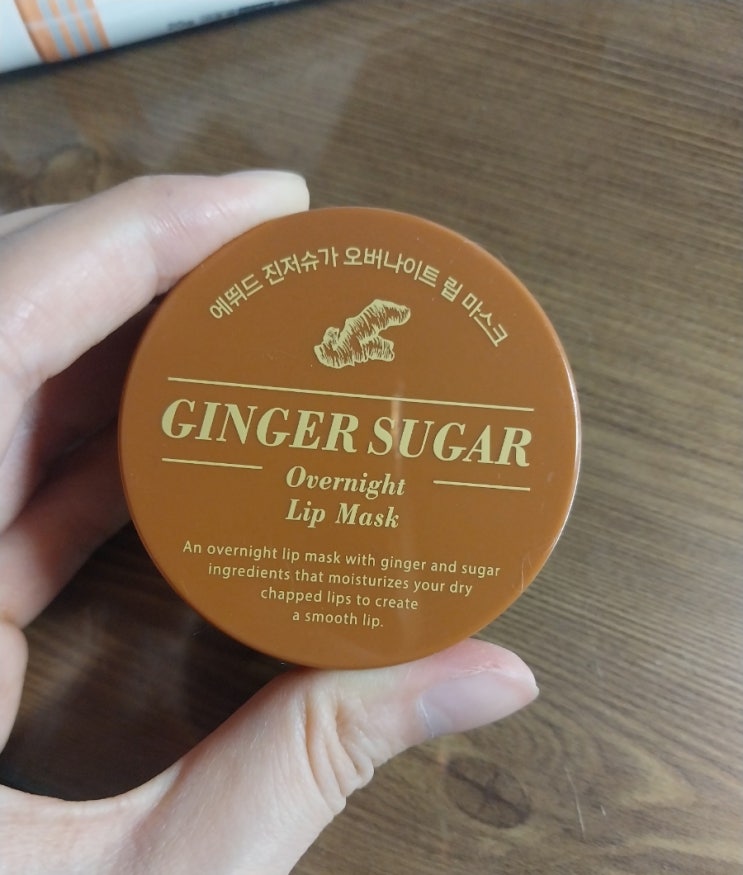 에뛰드 진저슈가 오버나이트 립 마스크
GINGER SUGAR
Overnight
Lip Mask
An overnight lip mask with ginger and sugar
ingredients that moisturizes your dry
chapped lips to create
a smooth lip.